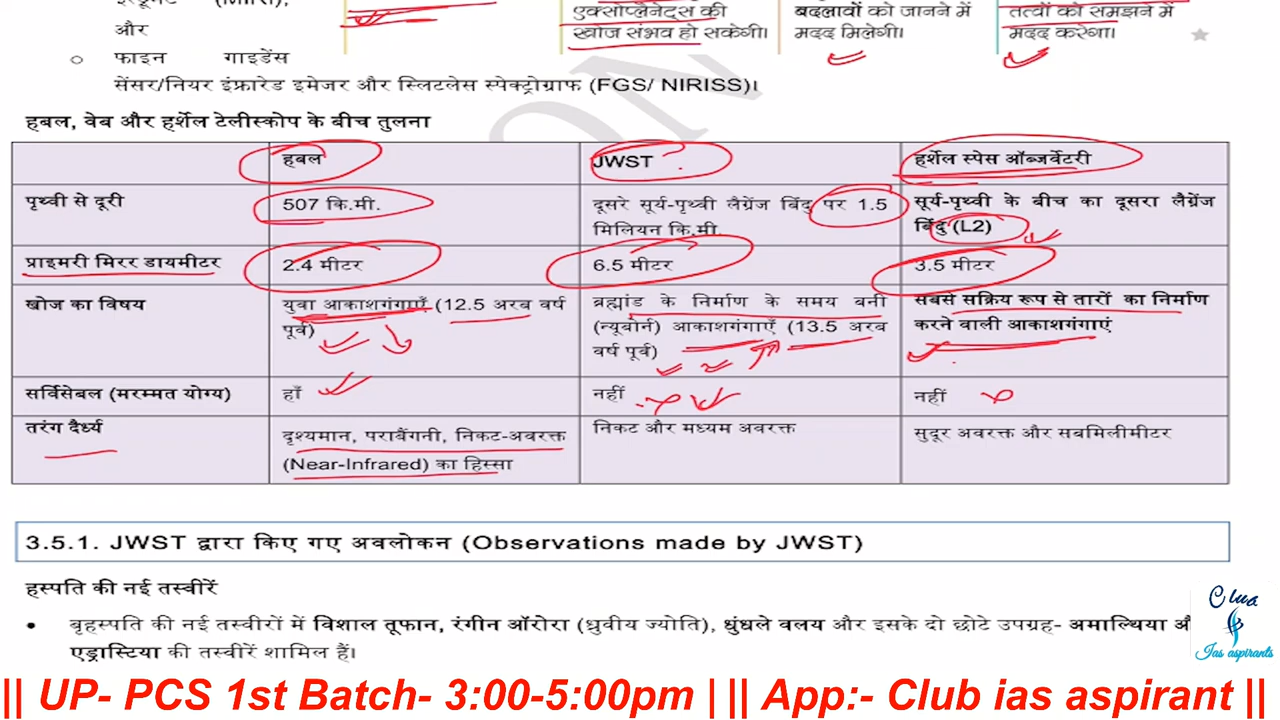 एक्सोप्लेनेट्स की
खोज संभव हो सकेगी।
बदलावों को जानने में
मदद मिलेगी।
तत्वों को समझने में
मदद करेगा।
और
○ फाइन गाइडेंस
सेंसर/नियर इंफ्रारेड इमेजर और स्लिटलेस स्पेक्ट्रोग्राफ (FGS/ NIRISS)।
हबल, वेब और हर्शेल टेलीस्कोप के बीच तुलना
हबल
JWST ?
हर्शेल स्पेस ऑब्जर्वेटरी
पृथ्वी से दूरी
507 कि.मी.
दूसरे सूर्य-पृथ्वी लैग्रेंज बिंदु पर 1.5
मिलियन कि.मी.
सूर्य-पृथ्वी के बीच का दूसरा लैग्रेंज
बिंदु (L2)
प्राइमरी मिरर डायमीटर
2.4 मीटर
6.5 मीटर
3.5 मीटर
खोज का विषय
युवा आकाशगंगाएँ (12.5 अरब वर्ष
पूर्व)
ब्रह्मांड के निर्माण के समय बनी
(न्यूबोर्न) आकाशगंगाएँ (13.5 अरब
वर्ष पूर्व)
सबसे सक्रिय रूप से तारों का निर्माण
करने वाली आकाशगंगाएं
सर्विसेबल (मरम्मत योग्य)
हाँ
नहीं
नहीं
तरंग दैर्ध्य
दृश्यमान, पराबैंगनी, निकट-अवरक्त
(Near-Infrared) का हिस्सा
निकट और मध्यम अवरक्त
सुदूर अवरक्त और सबमिलीमीटर
3.5.1. JWST द्वारा किए गए अवलोकन (Observations made by JWST)
हस्पति की नई तस्वीरें
• बृहस्पति की नई तस्वीरों में विशाल तूफान, रंगीन ऑरोरा (ध्रुवीय ज्योति), धुंधले वलय और इसके दो छोटे उपग्रह- अमाल्थिया
एड्रास्टिया की तस्वीरें शामिल हैं।
Ias aspirants
|| UP- PCS 1st Batch- 3:00-5:00pm | || App:- Club ias aspirant ||